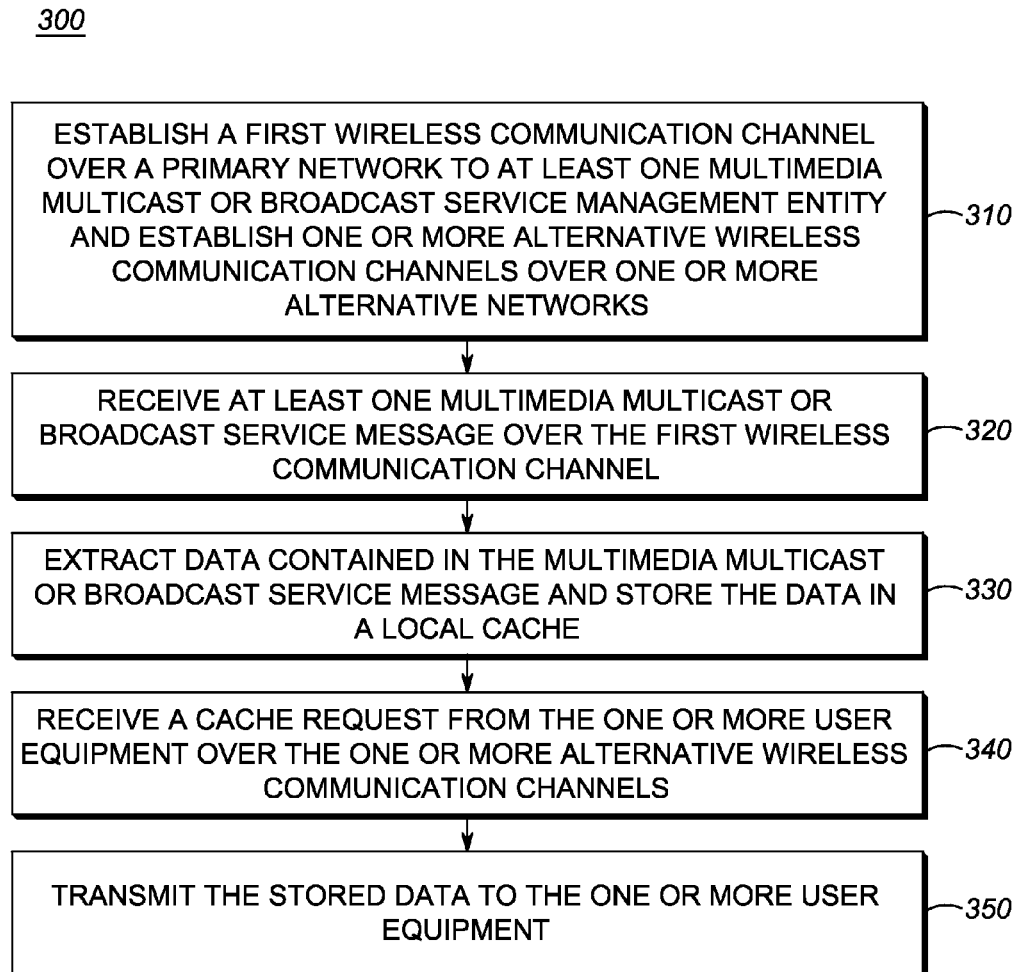 300
ESTABLISH A FIRST WIRELESS COMMUNICATION CHANNEL
OVER A PRIMARY NETWORK TO AT LEAST ONE MULTIMEDIA
MULTICAST OR BROADCAST SERVICE MANAGEMENT ENTITY
AND ESTABLISH ONE OR MORE ALTERNATIVE WIRELESS
COMMUNICATION CHANNELS OVER ONE OR MORE
ALTERNATIVE NETWORKS
310
RECEIVE AT LEAST ONE MULTIMEDIA MULTICAST OR
BROADCAST SERVICE MESSAGE OVER THE FIRST WIRELESS
COMMUNICATION CHANNEL
320
EXTRACT DATA CONTAINED IN THE MULTIMEDIA MULTICAST
OR BROADCAST SERVICE MESSAGE AND STORE THE DATA IN
A LOCAL CACHE
330
RECEIVE A CACHE REQUEST FROM THE ONE OR MORE USER
EQUIPMENT OVER THE ONE OR MORE ALTERNATIVE WIRELESS
COMMUNICATION CHANNELS
340
TRANSMIT THE STORED DATA TO THE ONE OR MORE USER
EQUIPMENT
350